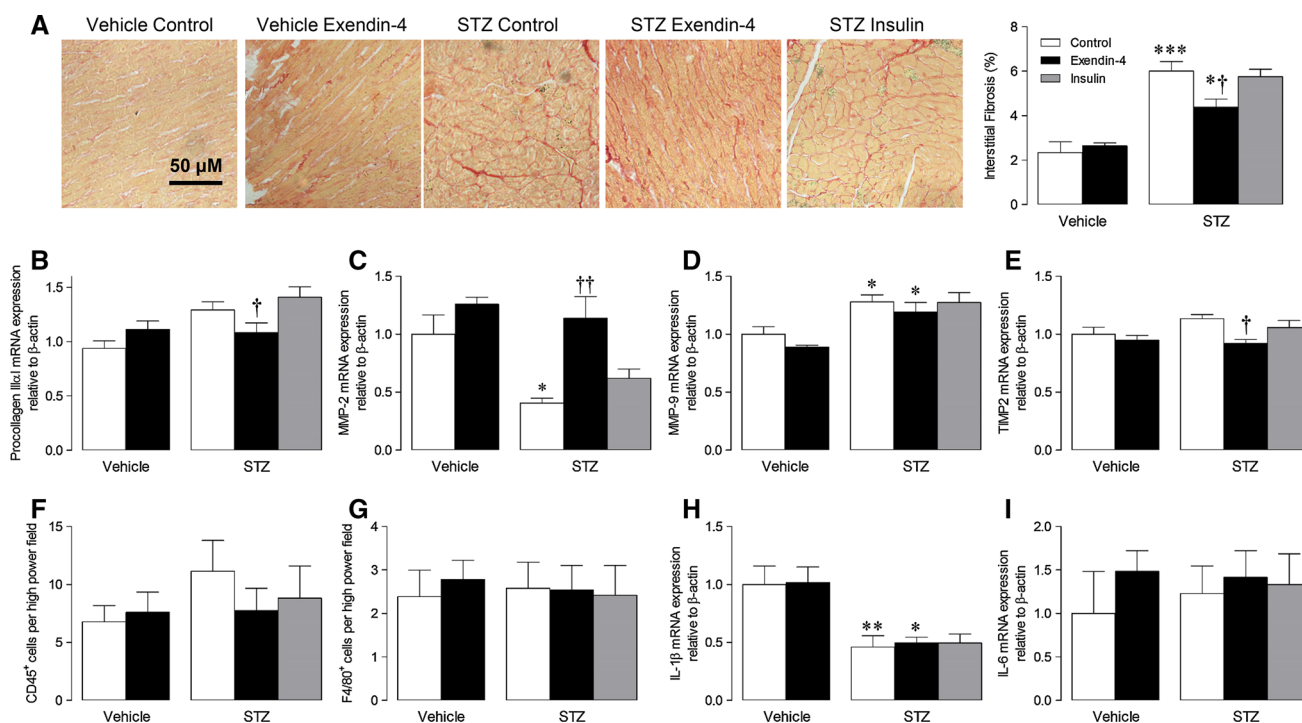 A
Vehicle Control
Vehicle Exendin-4
STZ Control
STZ Exendin-4
STZ Insulin
50 µM
Interstitial Fibrosis (%)
8
6
4
2
0
Control
Exendin-4
Insulin
***
*†
Vehicle
STZ
B
Procollagen IIIαI mRNA expression
relative to β-actin
1.5
1.0
0.5
0.0
†
Vehicle
STZ
C
MMP-2 mRNA expression
relative to β-actin
1.5
1.0
0.5
0.0
*
††
Vehicle
STZ
D
MMP-9 mRNA expression
relative to β-actin
1.5
1.0
0.5
0.0
*
*
Vehicle
STZ
E
TIMP2 mRNA expression
relative to β-actin
1.5
1.0
0.5
0.0
†
Vehicle
STZ
F
CD45+ cells per high power field
15
10
5
0
Vehicle
STZ
G
F4/80+ cells per high power field
4
3
2
1
0
Vehicle
STZ
H
IL-1β mRNA expression
relative to β-actin
1.5
1.0
0.5
0.0
**
*
Vehicle
STZ
I
IL-6 mRNA expression
relative to β-actin
2.0
1.5
1.0
0.5
0.0
Vehicle
STZ